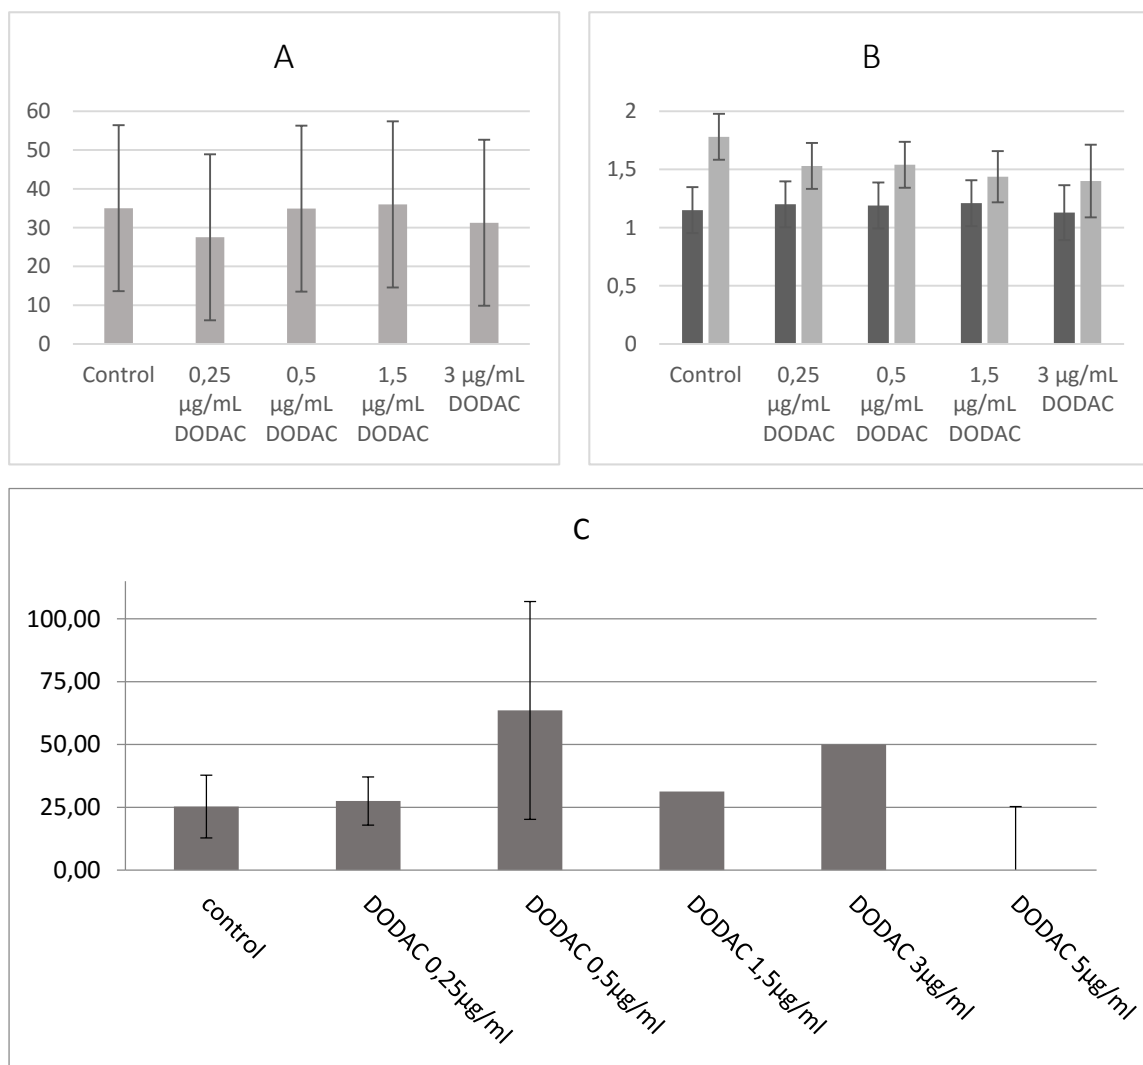 A
60
50
40
30
20
10
0
Control
0,25
µg/mL
DODAC
0,5
µg/mL
DODAC
1,5
µg/mL
DODAC
3 µg/mL
DODAC
B
2
1,5
1
0,5
0
Control
0,25
µg/mL
DODAC
0,5
µg/mL
DODAC
1,5
µg/mL
DODAC
3 µg/mL
DODAC
C
100,00
75,00
50,00
25,00
0,00
control
DODAC 0,25µg/ml
DODAC 0,5µg/ml
DODAC 1,5µg/ml
DODAC 3µg/ml
DODAC 5µg/ml